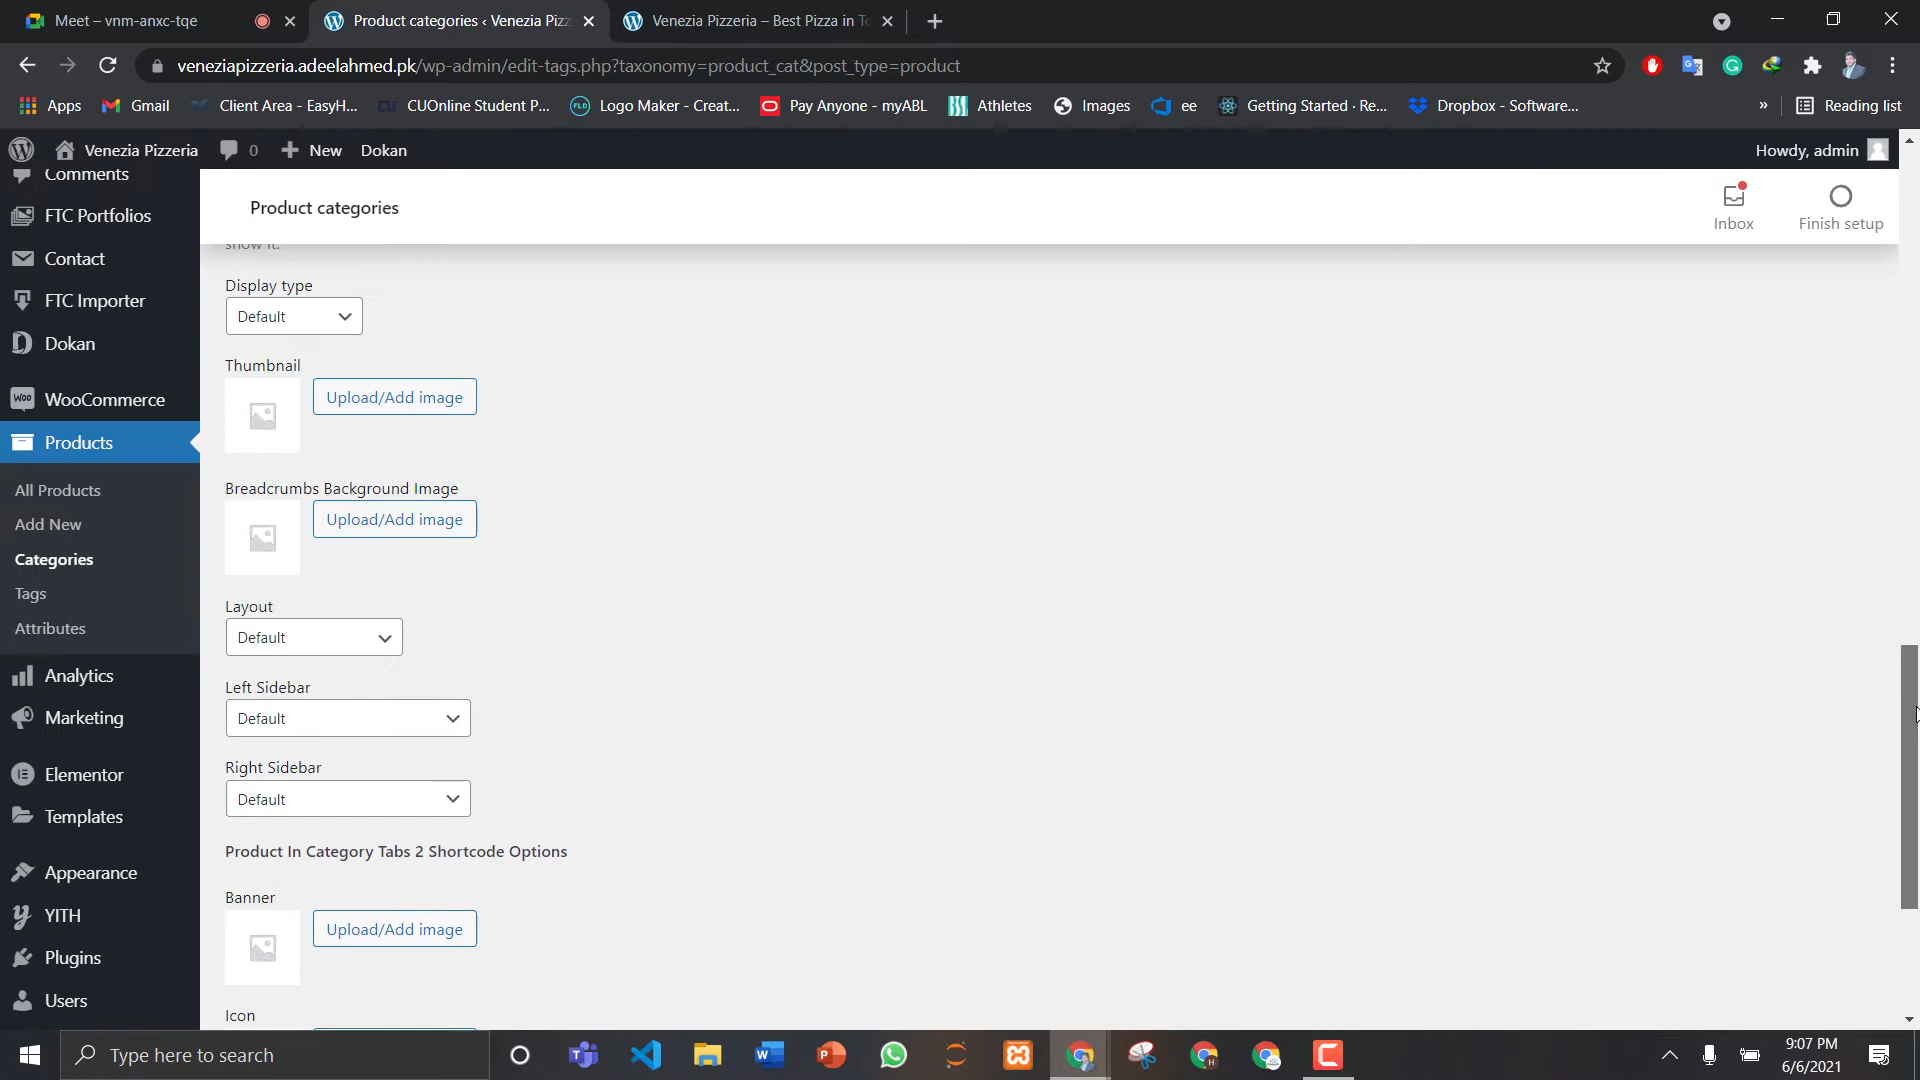 Meet – vnm-anxc-tqe
Product categories ‹ Venezia Pizz
Venezia Pizzeria – Best Pizza in To
veneziapizzeria.adeelahmed.pk/wp-admin/edit-tags.php?taxonomy=product_cat&post_type=product
Apps
Gmail
Client Area - EasyH...
CUOnline Student P...
Logo Maker - Creat...
Pay Anyone - myABL
Athletes
Images
ee
Getting Started · Re...
Dropbox - Software...
»
Reading list
Venezia Pizzeria
0
New
Dokan
Howdy, admin
Comments
FTC Portfolios
Contact
FTC Importer
Dokan
WooCommerce
Products
All Products
Add New
Categories
Tags
Attributes
Analytics
Marketing
Elementor
Templates
Appearance
YITH
Plugins
Users
Product categories
Inbox
Finish setup
show it.
Display type
Default
Thumbnail
Upload/Add image
Breadcrumbs Background Image
Upload/Add image
Layout
Default
Left Sidebar
Default
Right Sidebar
Default
Product In Category Tabs 2 Shortcode Options
Banner
Upload/Add image
Icon
Type here to search
9:07 PM
6/6/2021